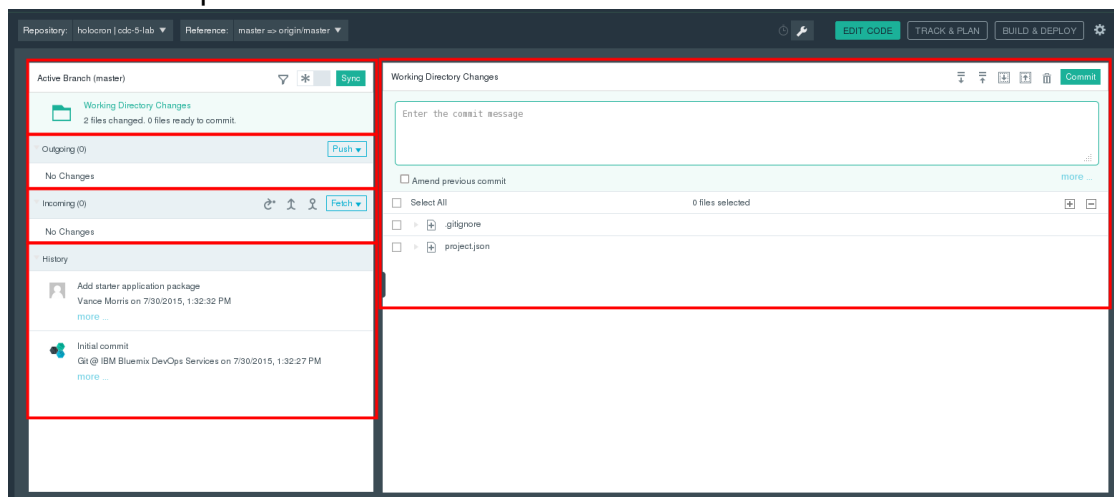 Repository: holocron | cdc-5-lab ▼ Reference: master => origin/master ▼ EDIT CODE TRACK & PLAN BUILD & DEPLOY
Active Branch (master) Sync
Working Directory Changes
2 files changed. 0 files ready to commit.
Outgoing (0) Push ▼
No Changes
Incoming (0) Fetch ▼
No Changes
History
Add starter application package
Vance Morris on 7/30/2015, 1:32:32 PM
more ...
Initial commit
Git @ IBM Bluemix DevOps Services on 7/30/2015, 1:32:27 PM
more ...
Working Directory Changes Commit
Enter the commit message
Amend previous commit more ...
Select All 0 files selected
.gitignore
project.json